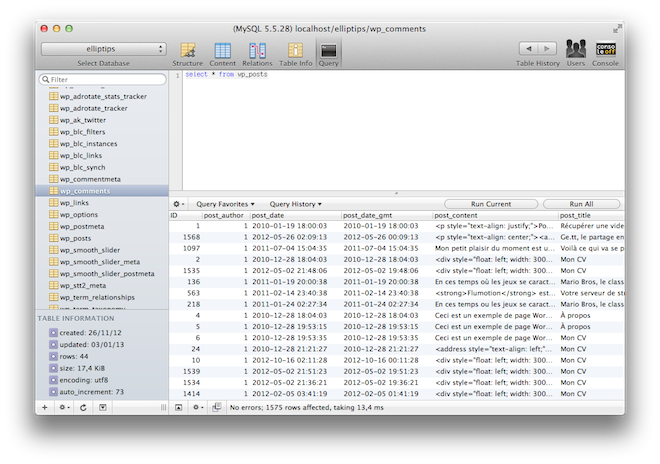 (MySQL 5.5.28) localhost/elliptips/wp_comments
elliptips
Select Database
Structure Content Relations Table Info Query
Table History Users Console
conso
le off
Filter
wp_adrotate_stats_tracker
wp_adrotate_tracker
wp_ak_twitter
wp_blc_filters
wp_blc_instances
wp_blc_links
wp_blc_synch
wp_commentmeta
wp_comments
wp_links
wp_options
wp_postmeta
wp_posts
wp_smooth_slider
wp_smooth_slider_meta
wp_smooth_slider_postmeta
wp_stt2_meta
wp_term_relationships
wp_term_taxonomy
TABLE INFORMATION
created: 26/11/12
updated: 03/01/13
rows: 44
size: 17,4 KiB
encoding: utf8
auto_increment: 73
1 select * from wp_posts
Query Favorites Query History Run Current Run All
ID post_author post_date post_date_gmt post_content post_title
1 1 2010-01-19 18:00:03 2010-01-19 18:00:03 <p style="text-align: justify;">Po... Récupérer une vide
1568 1 2012-05-26 02:09:13 2012-05-26 00:09:13 <p style="text-align: center;"><a... Ge.tt, le partage en
1097 1 2011-07-04 15:04:35 2011-07-04 15:04:35 Mon petit plaisir du moment est u... Voilà ce qui va se p
2 1 2010-12-28 18:04:03 2010-12-28 18:04:03 <div style="float: left; width: 300... Mon CV
1535 1 2012-05-02 21:48:06 2012-05-02 19:48:06 <div style="float: left; width: 300... Mon CV
136 1 2011-01-19 20:00:38 2011-01-19 20:00:38 En ces temps où les jeux se caract... Mario Bros, le class
563 1 2011-02-14 23:40:38 2011-02-14 23:40:38 <strong>Flumotion</strong> est... Votre serveur de st
218 1 2011-01-24 02:27:34 2011-01-24 01:27:34 En ces temps ou les jeux se caract... Mario Bros, le class
4 1 2010-12-28 18:04:03 2010-12-28 18:04:03 Ceci est un exemple de page Wor... À propos
5 1 2010-12-28 19:53:15 2010-12-28 19:53:15 Ceci est un exemple de page Wor... À propos
6 1 2010-12-28 19:53:35 2010-12-28 19:53:35 <div style="float: left; width: 300... Mon CV
24 1 2010-12-28 21:21:27 2010-12-28 21:21:27 <address style="text-align: left;"... Mon CV
10 1 2010-12-16 02:11:28 2012-10-16 00:11:28 <div style="float: left; width: 300... Mon CV
1539 1 2012-05-02 21:51:23 2012-05-02 19:51:23 <div style="float: left; width: 300... Mon CV
1534 1 2012-05-02 21:36:21 2012-05-02 19:36:21 <div style="float: left; width: 300... Mon CV
1414 1 2012-02-05 03:41:19 2012-02-05 01:41:19 <div style="float: left; width: 300... Mon CV
No errors; 1575 rows affected, taking 13,4 ms